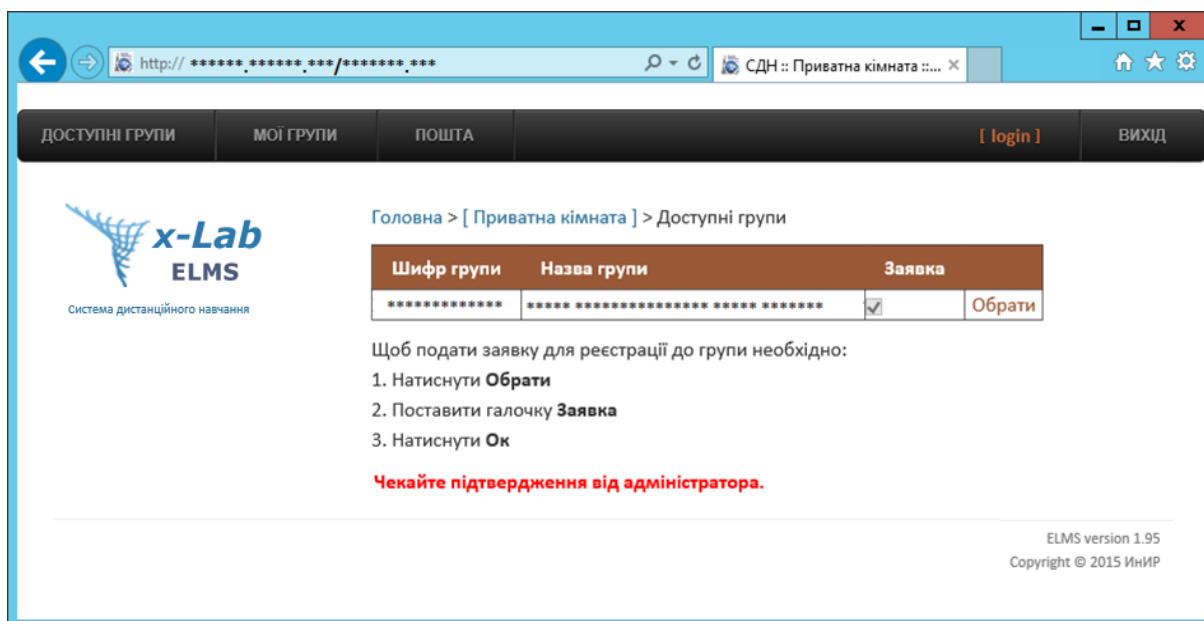 http:// ******.******.***/*******.***
СДН :: Приватна кімната ::...
ДОСТУПНІ ГРУПИ МОЇ ГРУПИ ПОШТА [ login ] ВИХІД
x-Lab
ELMS
Система дистанційного навчання
Головна > [ Приватна кімната ] > Доступні групи
Шифр групи Назва групи Заявка
************* ***** **************** ***** ******* Обрати
Щоб подати заявку для реєстрації до групи необхідно:
1. Натиснути Обрати
2. Поставити галочку Заявка
3. Натиснути Ок
Чекайте підтвердження від адміністратора.
ELMS version 1.95
Copyright © 2015 ИнИР